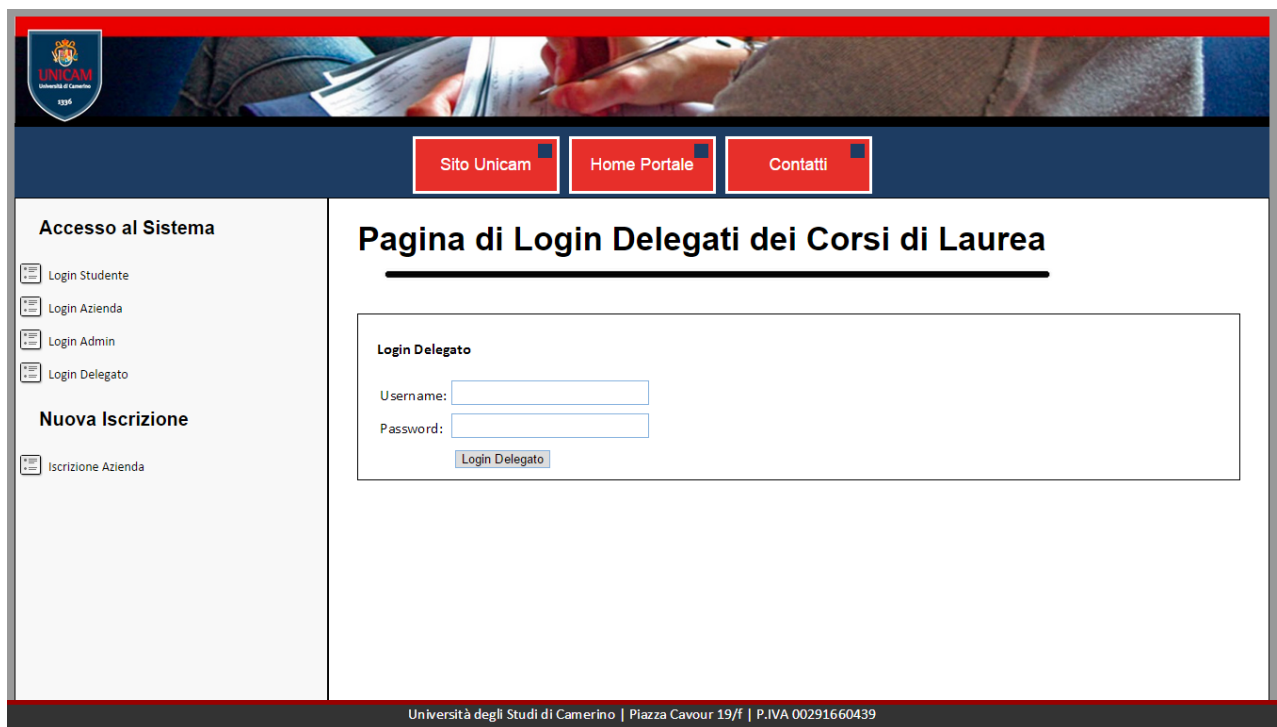 UNICAM
Università di Camerino
1336
Sito Unicam
Home Portale
Contatti
Accesso al Sistema
Login Studente
Login Azienda
Login Admin
Login Delegato
Nuova Iscrizione
Iscrizione Azienda
Pagina di Login Delegati dei Corsi di Laurea
Login Delegato
Username:
Password:
Login Delegato
Università degli Studi di Camerino | Piazza Cavour 19/f | P.IVA 00291660439